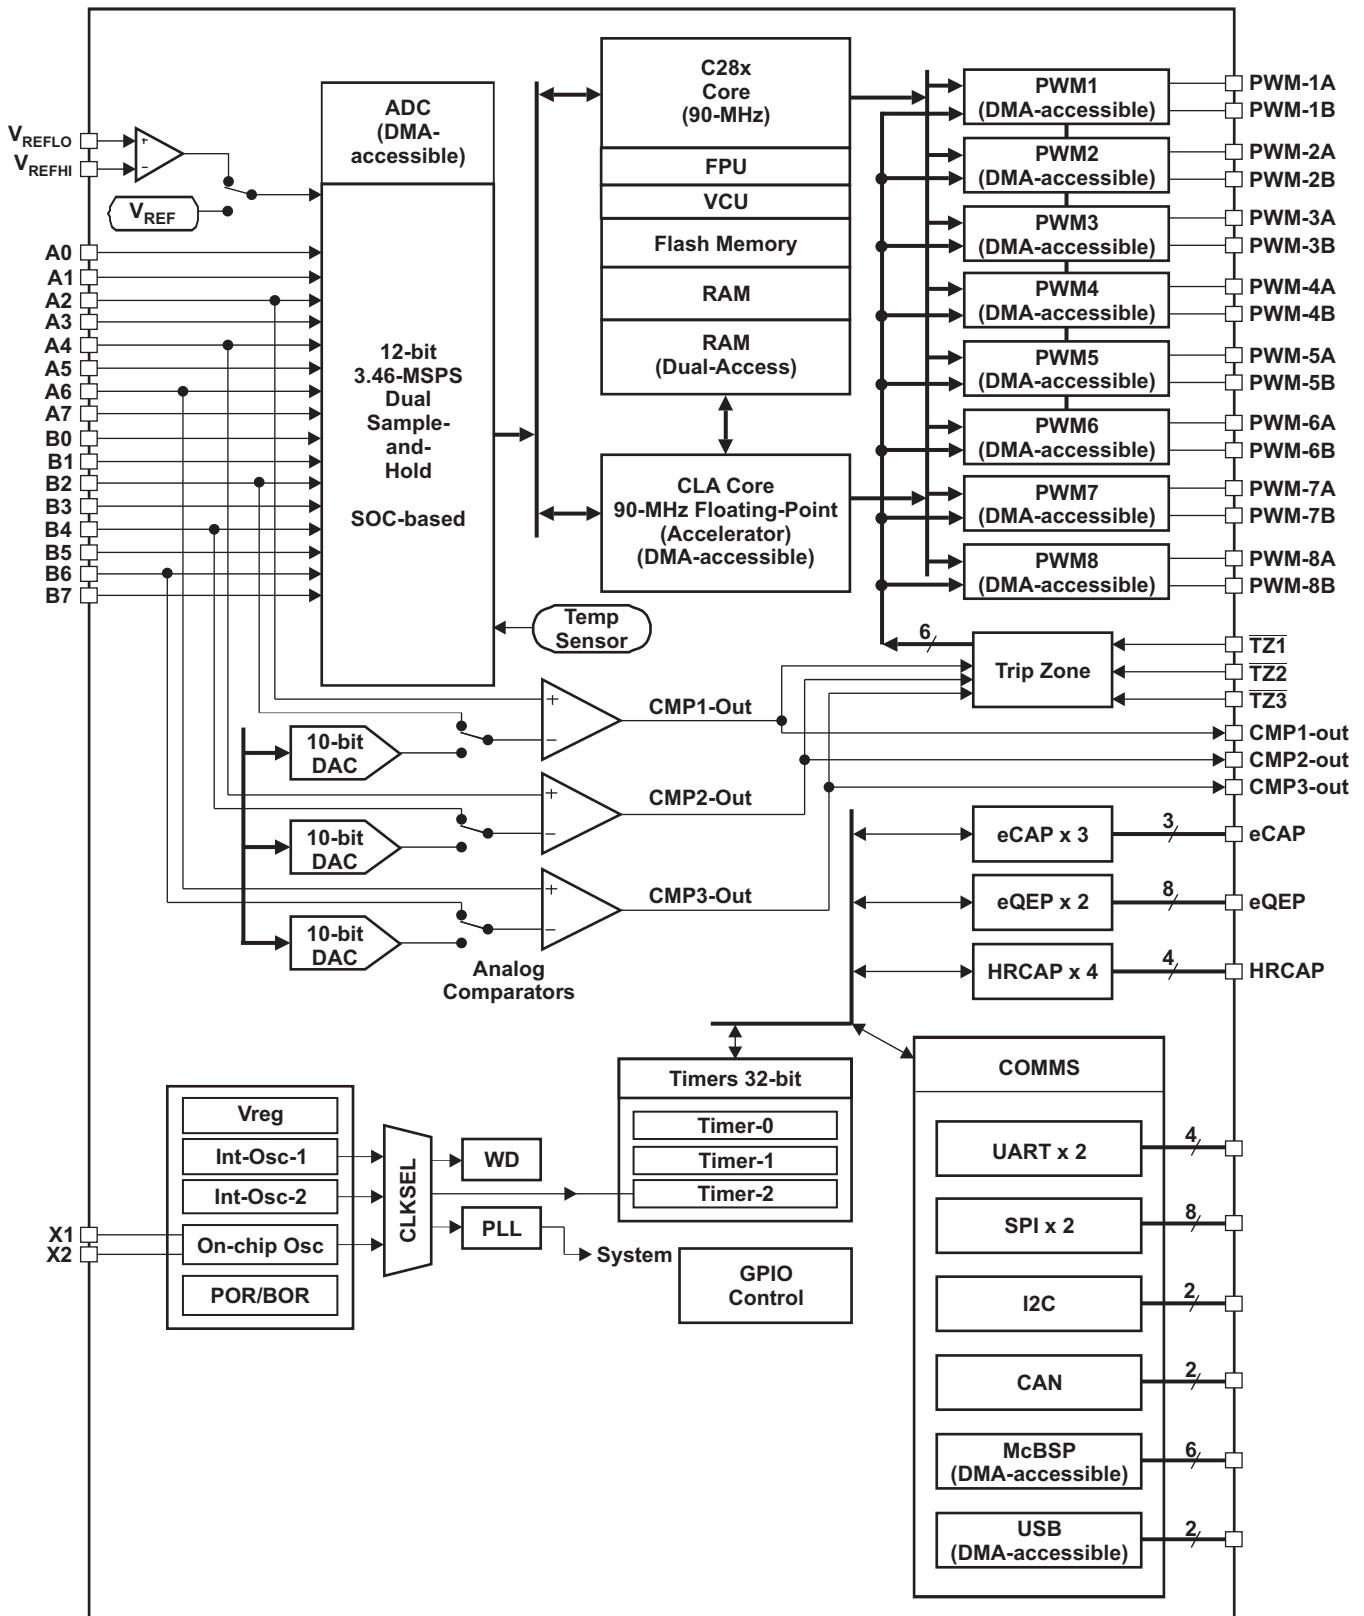 V_REFLO
V_REFHI
+
−
V_REF
A0
A1
A2
A3
A4
A5
A6
A7
B0
B1
B2
B3
B4
B5
B6
B7
X1
X2
ADC
(DMA-
accessible)
12-bit
3.46-MSPS
Dual
Sample-
and-
Hold
SOC-based
Temp
Sensor
C28x
Core
(90-MHz)
FPU
VCU
Flash Memory
RAM
RAM
(Dual-Access)
CLA Core
90-MHz Floating-Point
(Accelerator)
(DMA-accessible)
PWM1
(DMA-accessible)
PWM2
(DMA-accessible)
PWM3
(DMA-accessible)
PWM4
(DMA-accessible)
PWM5
(DMA-accessible)
PWM6
(DMA-accessible)
PWM7
(DMA-accessible)
PWM8
(DMA-accessible)
PWM-1A
PWM-1B
PWM-2A
PWM-2B
PWM-3A
PWM-3B
PWM-4A
PWM-4B
PWM-5A
PWM-5B
PWM-6A
PWM-6B
PWM-7A
PWM-7B
PWM-8A
PWM-8B
6
Trip Zone
T̅Z̅1̅
T̅Z̅2̅
T̅Z̅3̅
CMP1-out
CMP2-out
CMP3-out
10-bit
DAC
+
−
CMP1-Out
10-bit
DAC
+
−
CMP2-Out
10-bit
DAC
+
−
CMP3-Out
Analog
Comparators
eCAP x 3
3
eCAP
eQEP x 2
8
eQEP
HRCAP x 4
4
HRCAP
Timers 32-bit
Timer-0
Timer-1
Timer-2
Vreg
Int-Osc-1
Int-Osc-2
On-chip Osc
POR/BOR
CLKSEL
WD
PLL
System
GPIO
Control
COMMS
UART x 2
4
SPI x 2
8
I2C
2
CAN
2
McBSP
(DMA-accessible)
6
USB
(DMA-accessible)
2